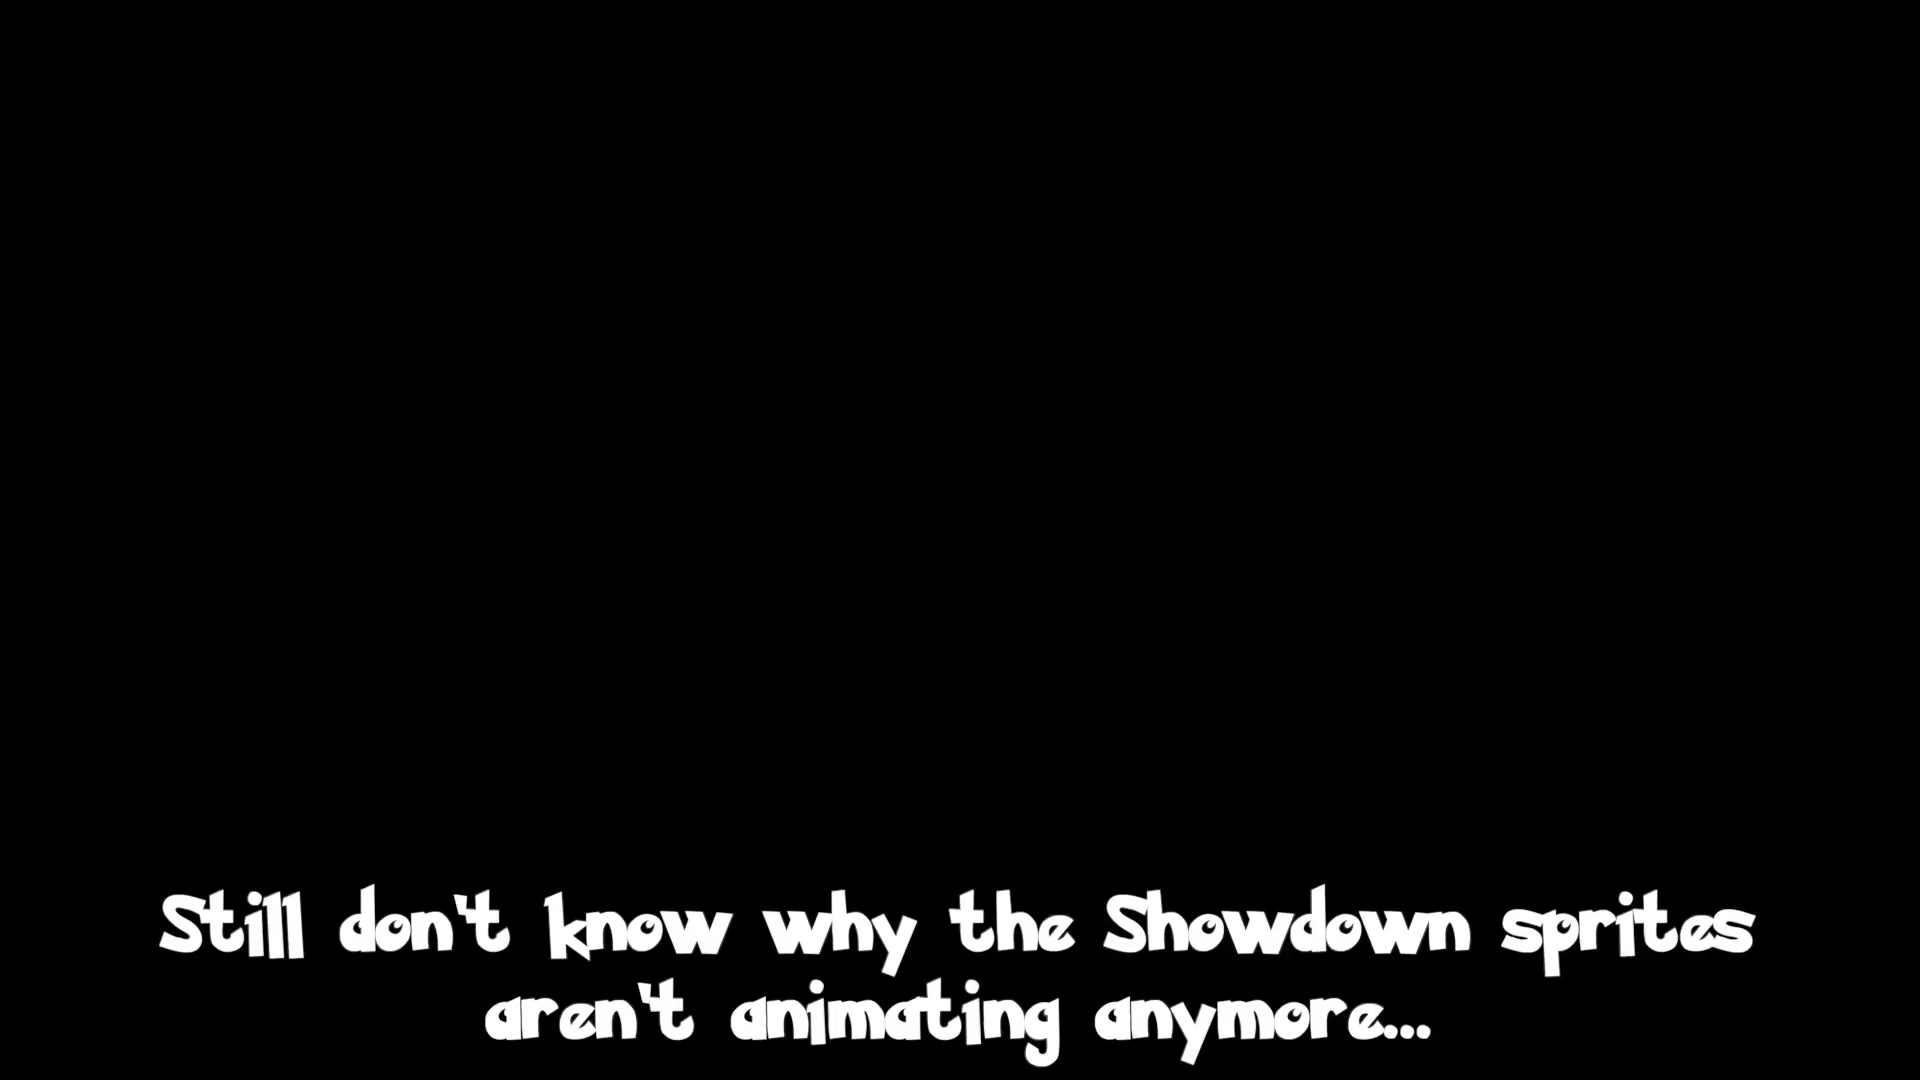 Still don't know why the Showdown sprites
aren't animating anymore...